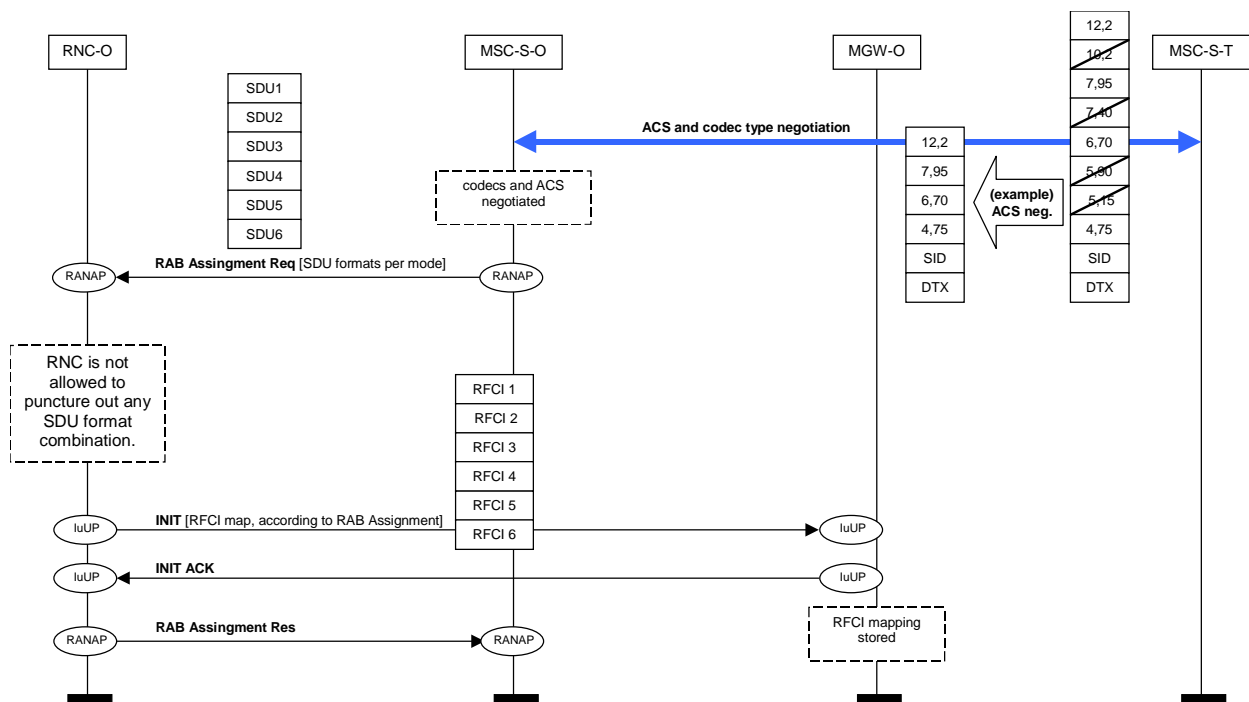 12,2
RNC-O
MSC-S-O
MGW-O
10,2
MSC-S-T
7,95
SDU1
7,40
SDU2
ACS and codec type negotiation
12,2
6,70
SDU3
7,95
5,90
SDU4
codecs and ACS
negotiated
6,70
(example)
ACS neg.
5,15
SDU5
4,75
4,75
SDU6
SID
SID
RAB Assingment Req [SDU formats per mode]
RANAP
RANAP
DTX
DTX
RNC is not
allowed to
puncture out any
SDU format
combination.
RFCI 1
RFCI 2
RFCI 3
RFCI 4
RFCI 5
RFCI 6
INIT [RFCI map, according to RAB Assignment]
IuUP
IuUP
INIT ACK
IuUP
IuUP
RFCI mapping
stored
RAB Assingment Res
RANAP
RANAP